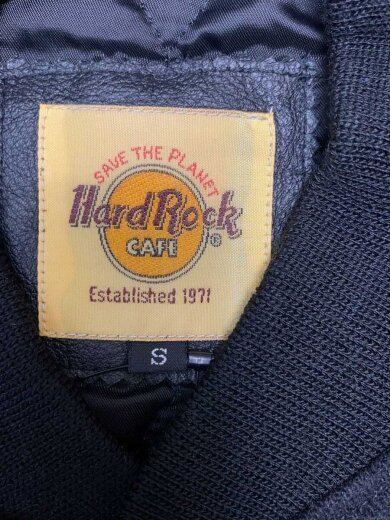 SAVE THE PLANET
Hard Rock
CAFE ®
Established 1971
S